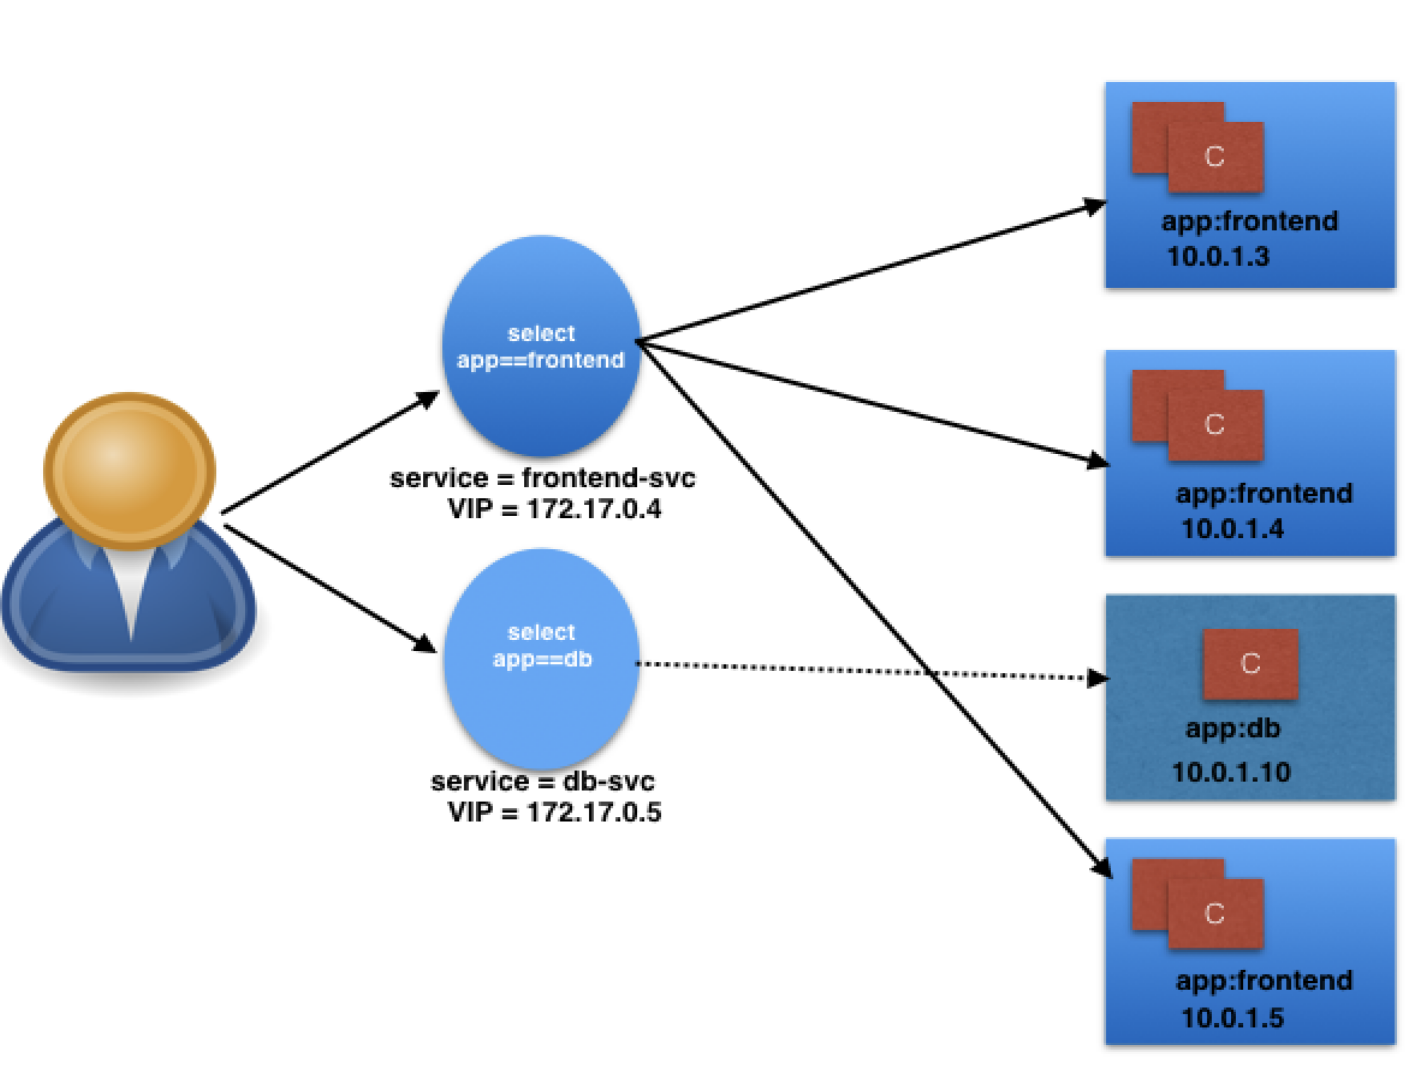 C
app:frontend
10.0.1.3
select
app==frontend
service = frontend-svc
VIP = 172.17.0.4
C
app:frontend
10.0.1.4
select
app==db
service = db-svc
VIP = 172.17.0.5
C
app:db
10.0.1.10
C
app:frontend
10.0.1.5